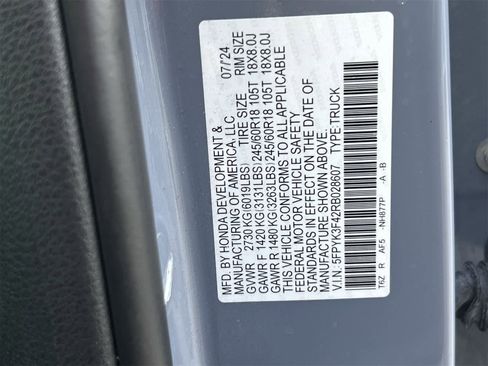 MFD. BY HONDA DEVELOPMENT & 07/24
MANUFACTURING OF AMERICA, LLC
TIRE SIZE RIM SIZE
GVWR 2730 KG(6019LBS)
GAWR F 1420 KG(3131LBS) 245/60R18 105T 18X8.0J
GAWR R 1480 KG(3263LBS) 245/60R18 105T 18X8.0J
THIS VEHICLE CONFORMS TO ALL APPLICABLE
FEDERAL MOTOR VEHICLE SAFETY
STANDARDS IN EFFECT ON THE DATE OF
MANUFACTURE SHOWN ABOVE.
V.I.N. 5FPYK3F42RB028607 TYPE:TRUCK
T6Z R AF5 -NH877P -A -B